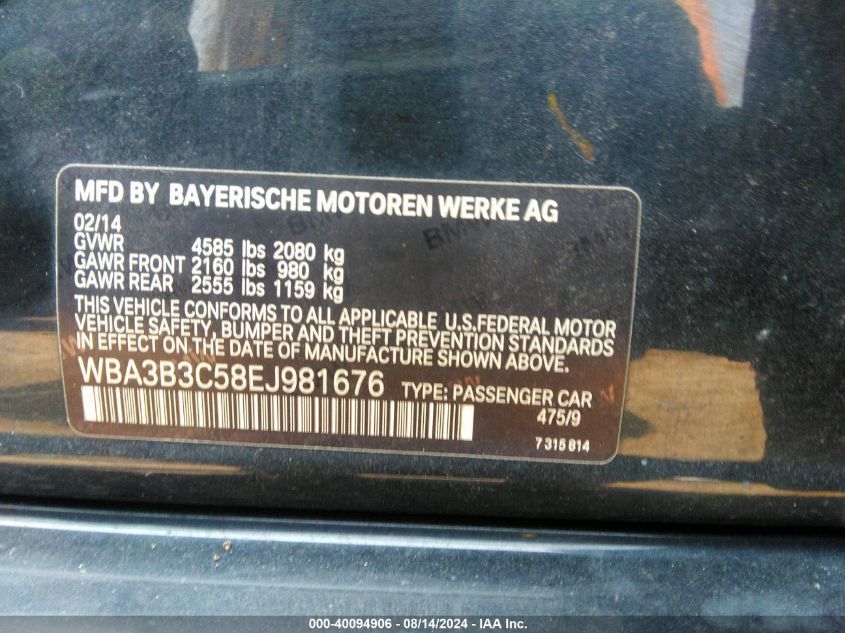 MFD BY BAYERISCHE MOTOREN WERKE AG
02/14
GVWR 4585 lbs 2080 kg
GAWR FRONT 2160 lbs 980 kg
GAWR REAR 2555 lbs 1159 kg
THIS VEHICLE CONFORMS TO ALL APPLICABLE U.S.FEDERAL MOTOR
VEHICLE SAFETY, BUMPER AND THEFT PREVENTION STANDARDS
IN EFFECT ON THE DATE OF MANUFACTURE SHOWN ABOVE.
WBA3B3C58EJ981676 TYPE: PASSENGER CAR
475/9
7 315 814
000-40094906 - 08/14/2024 - IAA Inc.